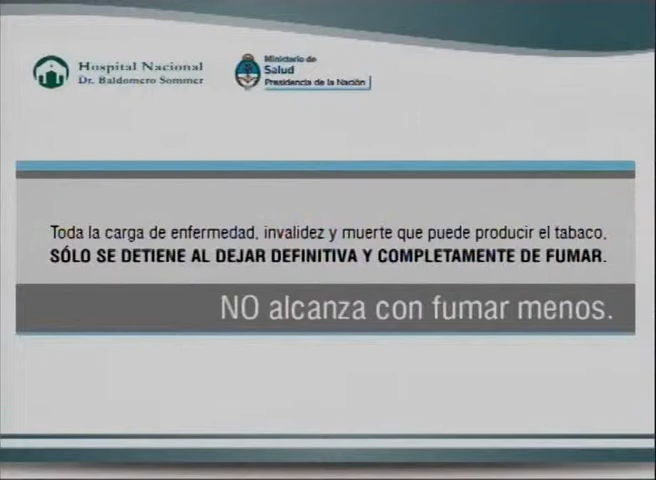 Hospital Nacional
Dr. Baldomero Sommer
Ministerio de
Salud
Presidencia de la Nación
Toda la carga de enfermedad, invalidez y muerte que puede producir el tabaco,
SÓLO SE DETIENE AL DEJAR DEFINITIVA Y COMPLETAMENTE DE FUMAR.
NO alcanza con fumar menos.